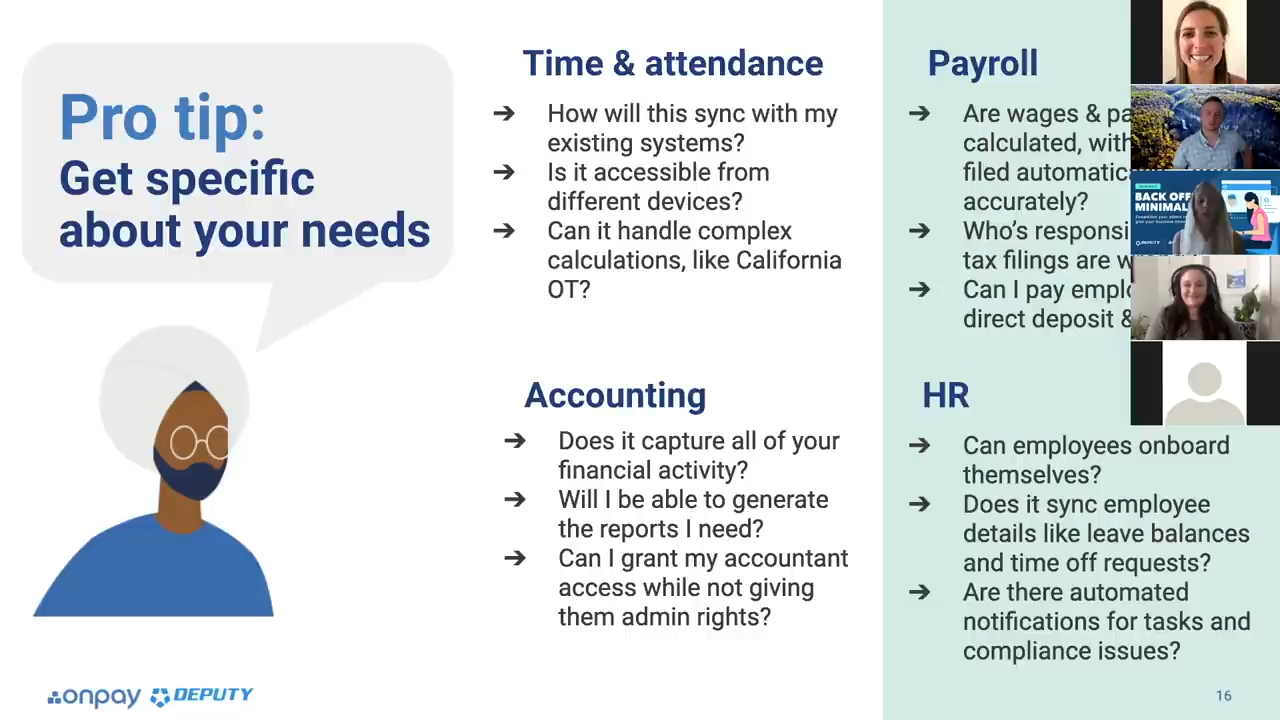 Pro tip:
Get specific
about your needs
Time & attendance
➔ How will this sync with my
existing systems?
➔ Is it accessible from
different devices?
➔ Can it handle complex
calculations, like California
OT?
Payroll
➔ Are wages &
calculated,
filed
accurately?
➔ Who's
tax filings are
➔ Can I pay
direct deposit &
Accounting
➔ Does it capture all of your
financial activity?
➔ Will I be able to generate
the reports I need?
➔ Can I grant my accountant
access while not giving
them admin rights?
HR
➔ Can employees onboard
themselves?
➔ Does it sync employee
details like leave balances
and time off requests?
➔ Are there automated
notifications for tasks and
compliance issues?
BACK
onpay DEPUTY
16